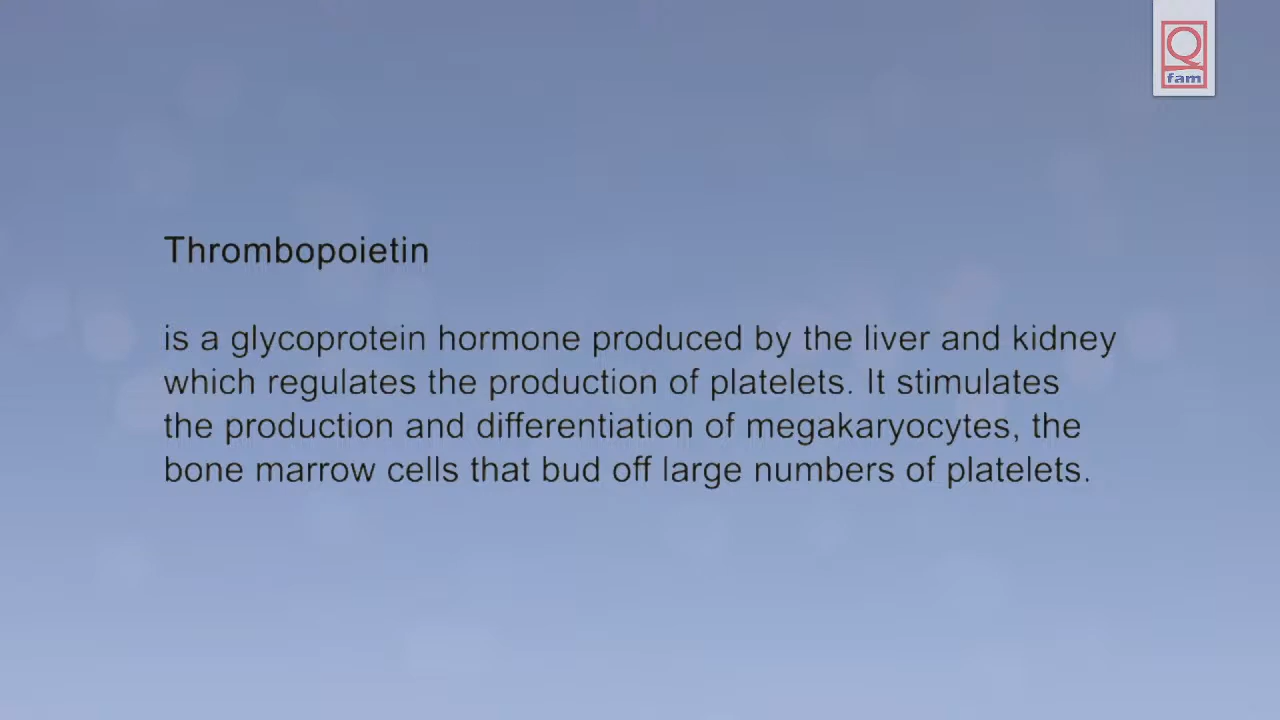 Q
fam
Thrombopoietin
is a glycoprotein hormone produced by the liver and kidney
which regulates the production of platelets. It stimulates
the production and differentiation of megakaryocytes, the
bone marrow cells that bud off large numbers of platelets.